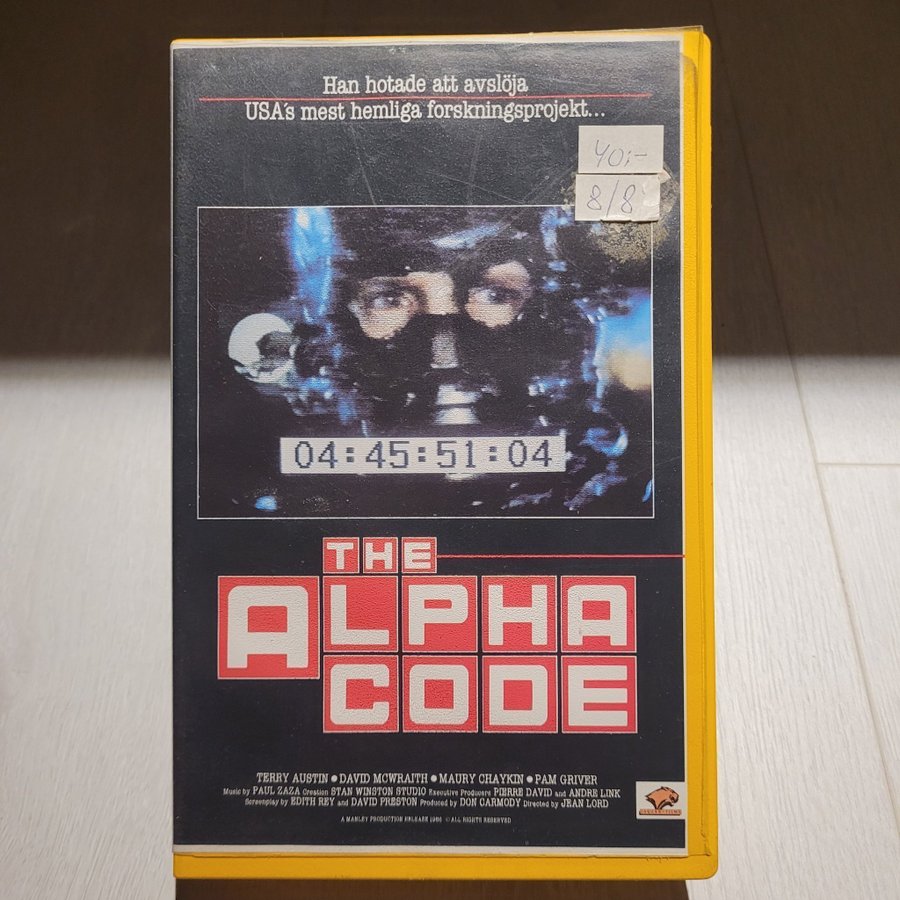 Han hotade att avslöja
USA's mest hemliga forskningsprojekt...
40:-
8/8
04:45:51:04
THE
ALPHA
CODE
TERRY AUSTIN • DAVID MCWRAITH • MAURY CHAYKIN • PAM GRIVER
Music by PAUL ZAZA Creation STAN WINSTON STUDIO Executive Producers PIERRE DAVID and ANDRE LINK
Screenplay by EDITH REY and DAVID PRESTON Produced by DON CARMODY Directed by JEAN LORD
A MANLEY PRODUCTION RELEASE 1986 © ALL RIGHTS RESERVED